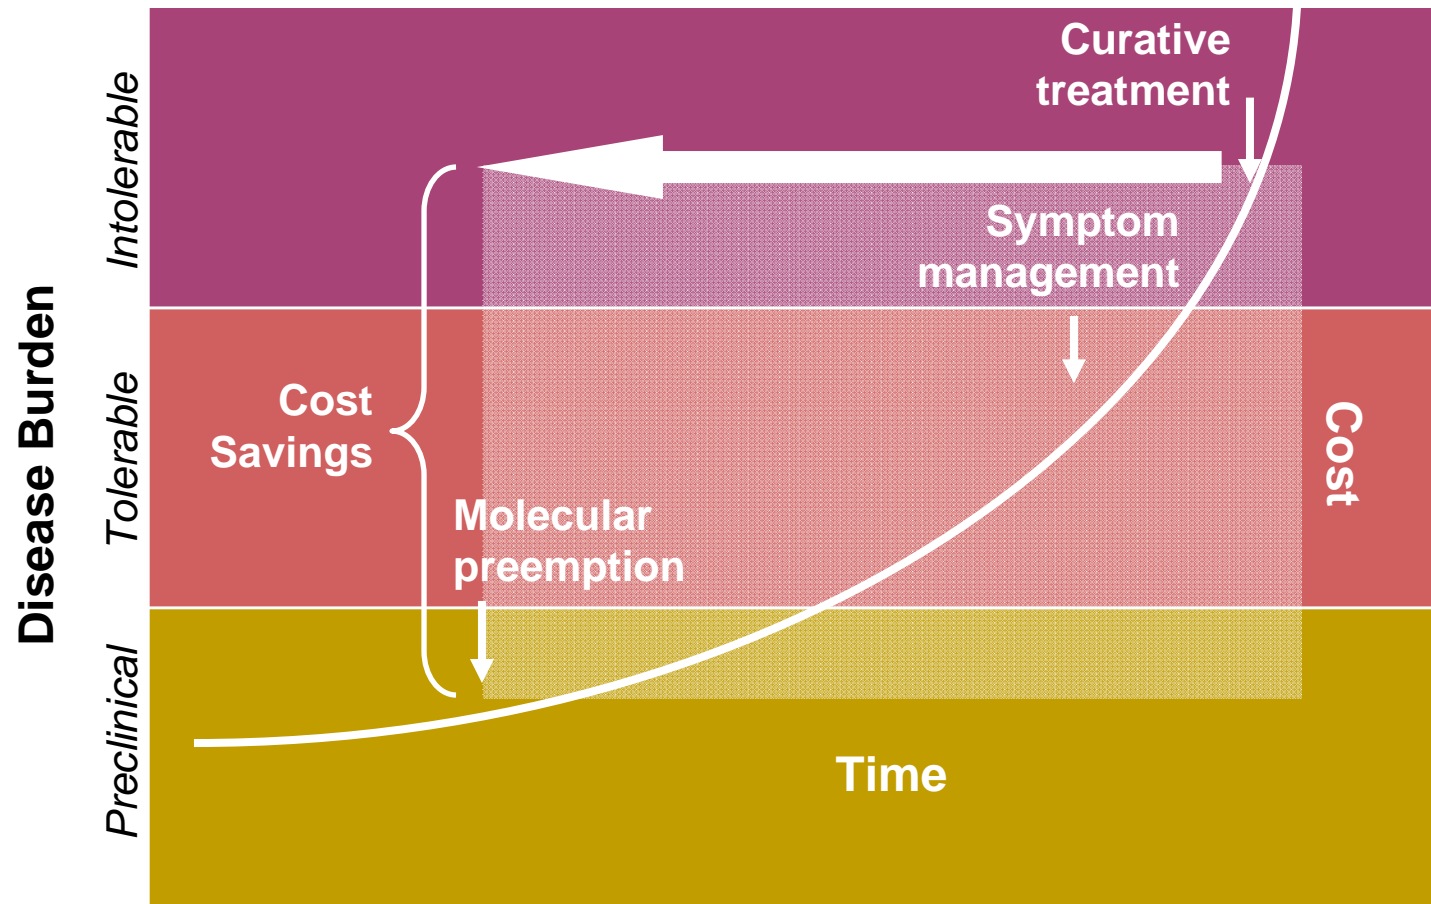 Disease Burden
Intolerable
Tolerable
Preclinical
Curative
treatment
Symptom
management
Cost
Savings
Molecular
preemption
Cost
Time